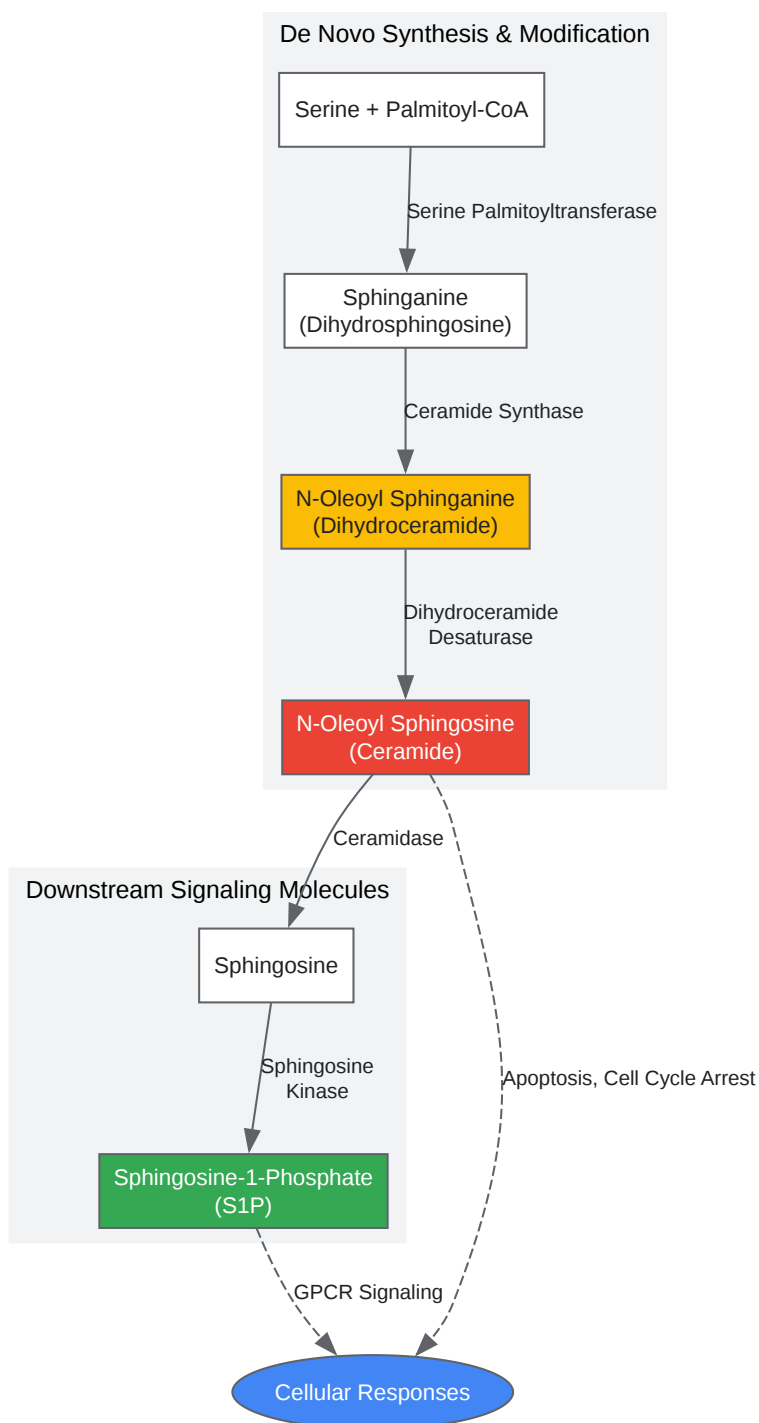 De Novo Synthesis & Modification
Serine + Palmitoyl-CoA
Serine Palmitoyltransferase
Sphinganine
(Dihydrosphingosine)
Ceramide Synthase
N-Oleoyl Sphinganine
(Dihydroceramide)
Dihydroceramide
Desaturase
N-Oleoyl Sphingosine
(Ceramide)
Ceramidase
Downstream Signaling Molecules
Sphingosine
Sphingosine
Kinase
Apoptosis, Cell Cycle Arrest
Sphingosine-1-Phosphate
(S1P)
GPCR Signaling
Cellular Responses